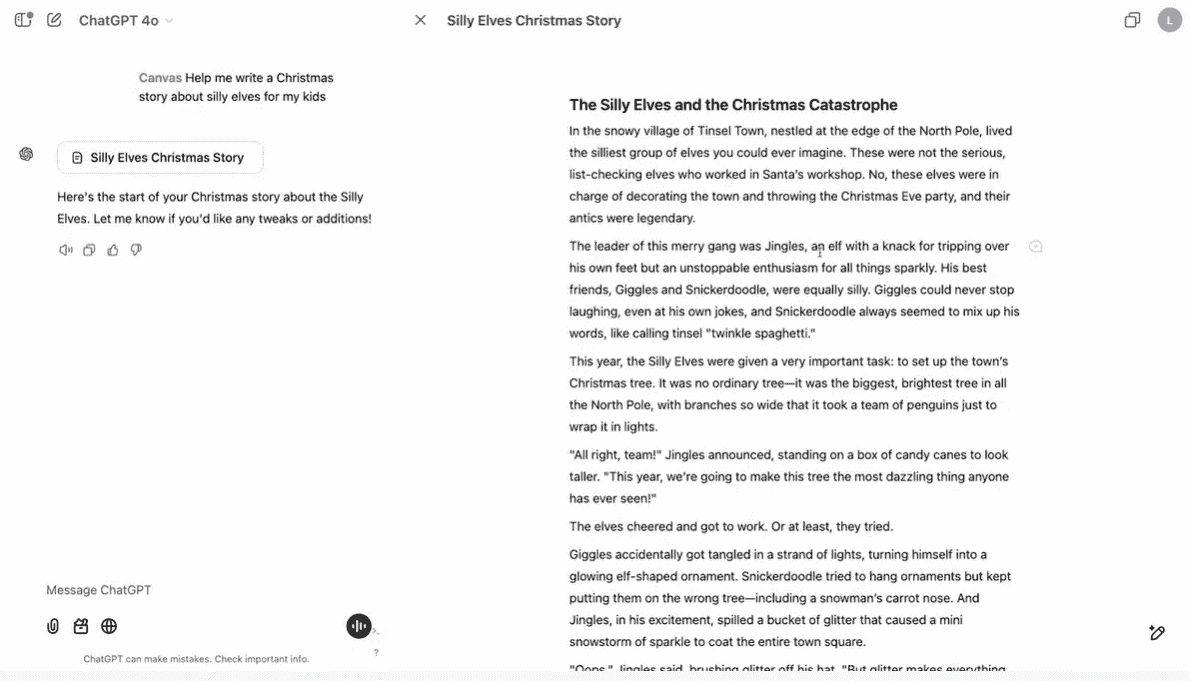 ChatGPT 4o
Silly Elves Christmas Story
L
Canvas Help me write a Christmas
story about silly elves for my kids
Silly Elves Christmas Story
Here's the start of your Christmas story about the Silly
Elves. Let me know if you'd like any tweaks or additions!
Message ChatGPT
ChatGPT can make mistakes. Check important info.
?
The Silly Elves and the Christmas Catastrophe
In the snowy village of Tinsel Town, nestled at the edge of the North Pole, lived
the silliest group of elves you could ever imagine. These were not the serious,
list-checking elves who worked in Santa’s workshop. No, these elves were in
charge of decorating the town and throwing the Christmas Eve party, and their
antics were legendary.
The leader of this merry gang was Jingles, an elf with a knack for tripping over
his own feet but an unstoppable enthusiasm for all things sparkly. His best
friends, Giggles and Snickerdoodle, were equally silly. Giggles could never stop
laughing, even at his own jokes, and Snickerdoodle always seemed to mix up his
words, like calling tinsel "twinkle spaghetti."
This year, the Silly Elves were given a very important task: to set up the town’s
Christmas tree. It was no ordinary tree—it was the biggest, brightest tree in all
the North Pole, with branches so wide that it took a team of penguins just to
wrap it in lights.
"All right, team!" Jingles announced, standing on a box of candy canes to look
taller. "This year, we’re going to make this tree the most dazzling thing anyone
has ever seen!"
The elves cheered and got to work. Or at least, they tried.
Giggles accidentally got tangled in a strand of lights, turning himself into a
glowing elf-shaped ornament. Snickerdoodle tried to hang ornaments but kept
putting them on the wrong tree—including a snowman’s carrot nose. And
Jingles, in his excitement, spilled a bucket of glitter that caused a mini
snowstorm of sparkle to coat the entire town square.
"Oops," Jingles said, brushing glitter off his hat. "But glitter makes everything